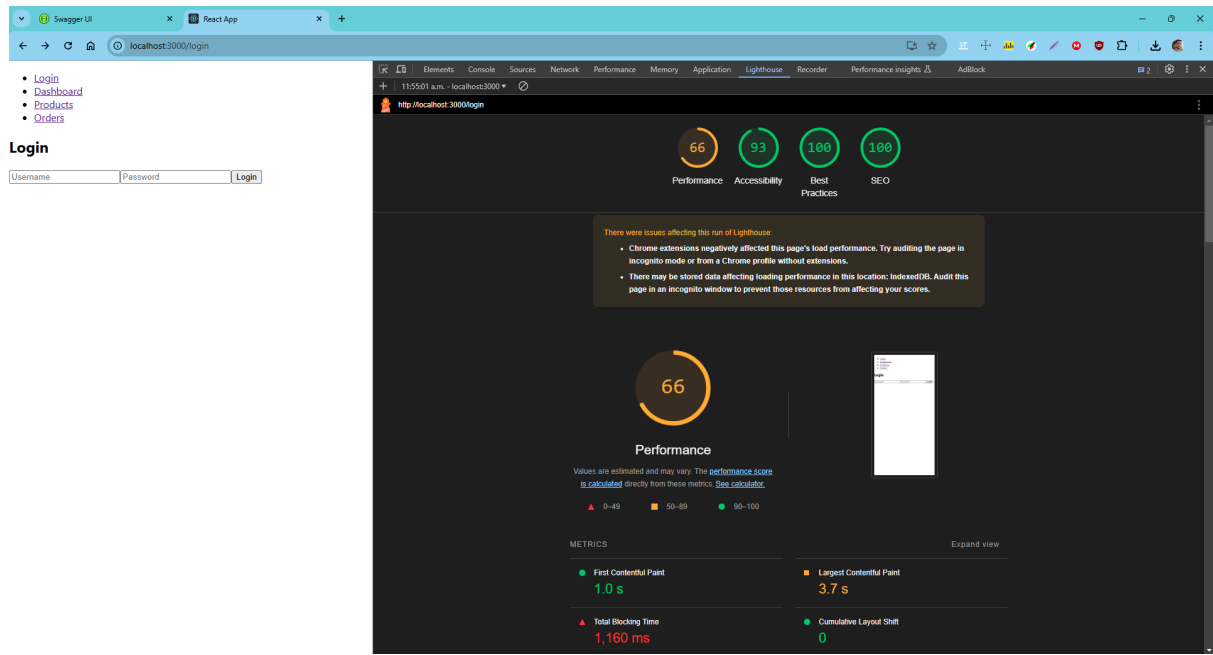 Swagger UI
React App
localhost:3000/login
Login
Dashboard
Products
Orders
Login
Username
Password
Login
Elements Console Sources Network Performance Memory Application Lighthouse Recorder Performance insights AdBlock
2
11:55:01 a.m. - localhost:3000
http://localhost:3000/login
66 93 100 100
Performance Accessibility Best SEO
Practices
There were issues affecting this run of Lighthouse:
Chrome extensions negatively affected this page's load performance. Try auditing the page in
incognito mode or from a Chrome profile without extensions.
There may be stored data affecting loading performance in this location: IndexedDB. Audit this
page in an incognito window to prevent those resources from affecting your scores.
66
Performance
Values are estimated and may vary. The performance score
is calculated directly from these metrics. See calculator.
0–49 50–89 90–100
METRICS Expand view
First Contentful Paint
1.0 s
Largest Contentful Paint
3.7 s
Total Blocking Time
1,160 ms
Cumulative Layout Shift
0